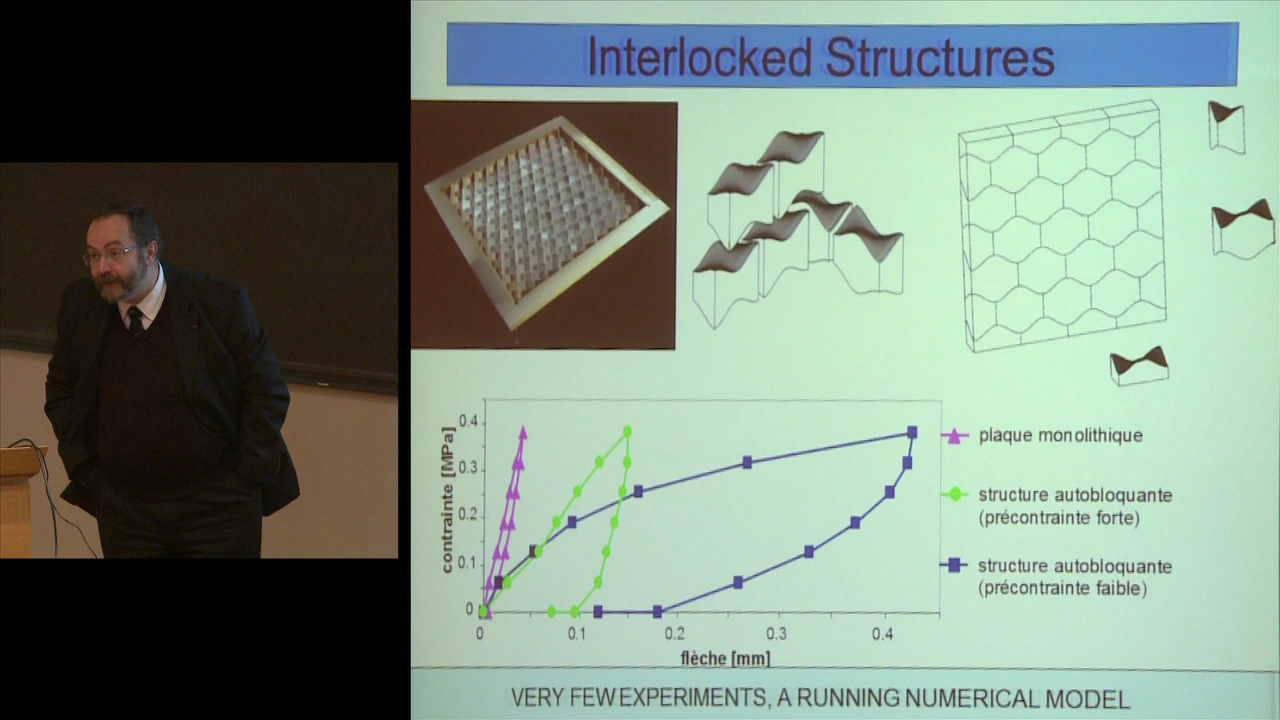 Interlocked Structures
contrainte [MPa]
0.4
0.3
0.2
0.1
0
0
0.1
0.2
0.3
0.4
flèche [mm]
plaque monolithique
structure autobloquante
(précontrainte forte)
structure autobloquante
(précontrainte faible)
VERY FEW EXPERIMENTS, A RUNNING NUMERICAL MODEL